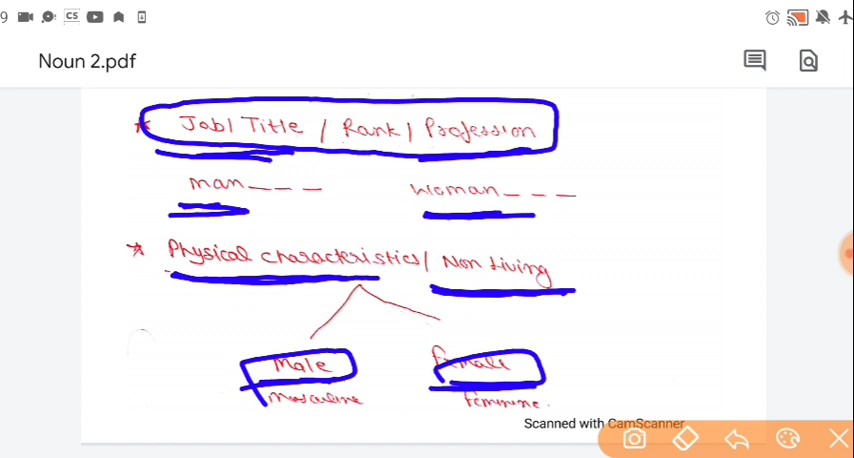 9 CS
Noun 2.pdf
* Job / Title / Rank / Profession
man _ _ _ woman _ _ _
* Physical characteristics / Non Living
Male Female
masculine feminine.
Scanned with CamScanner